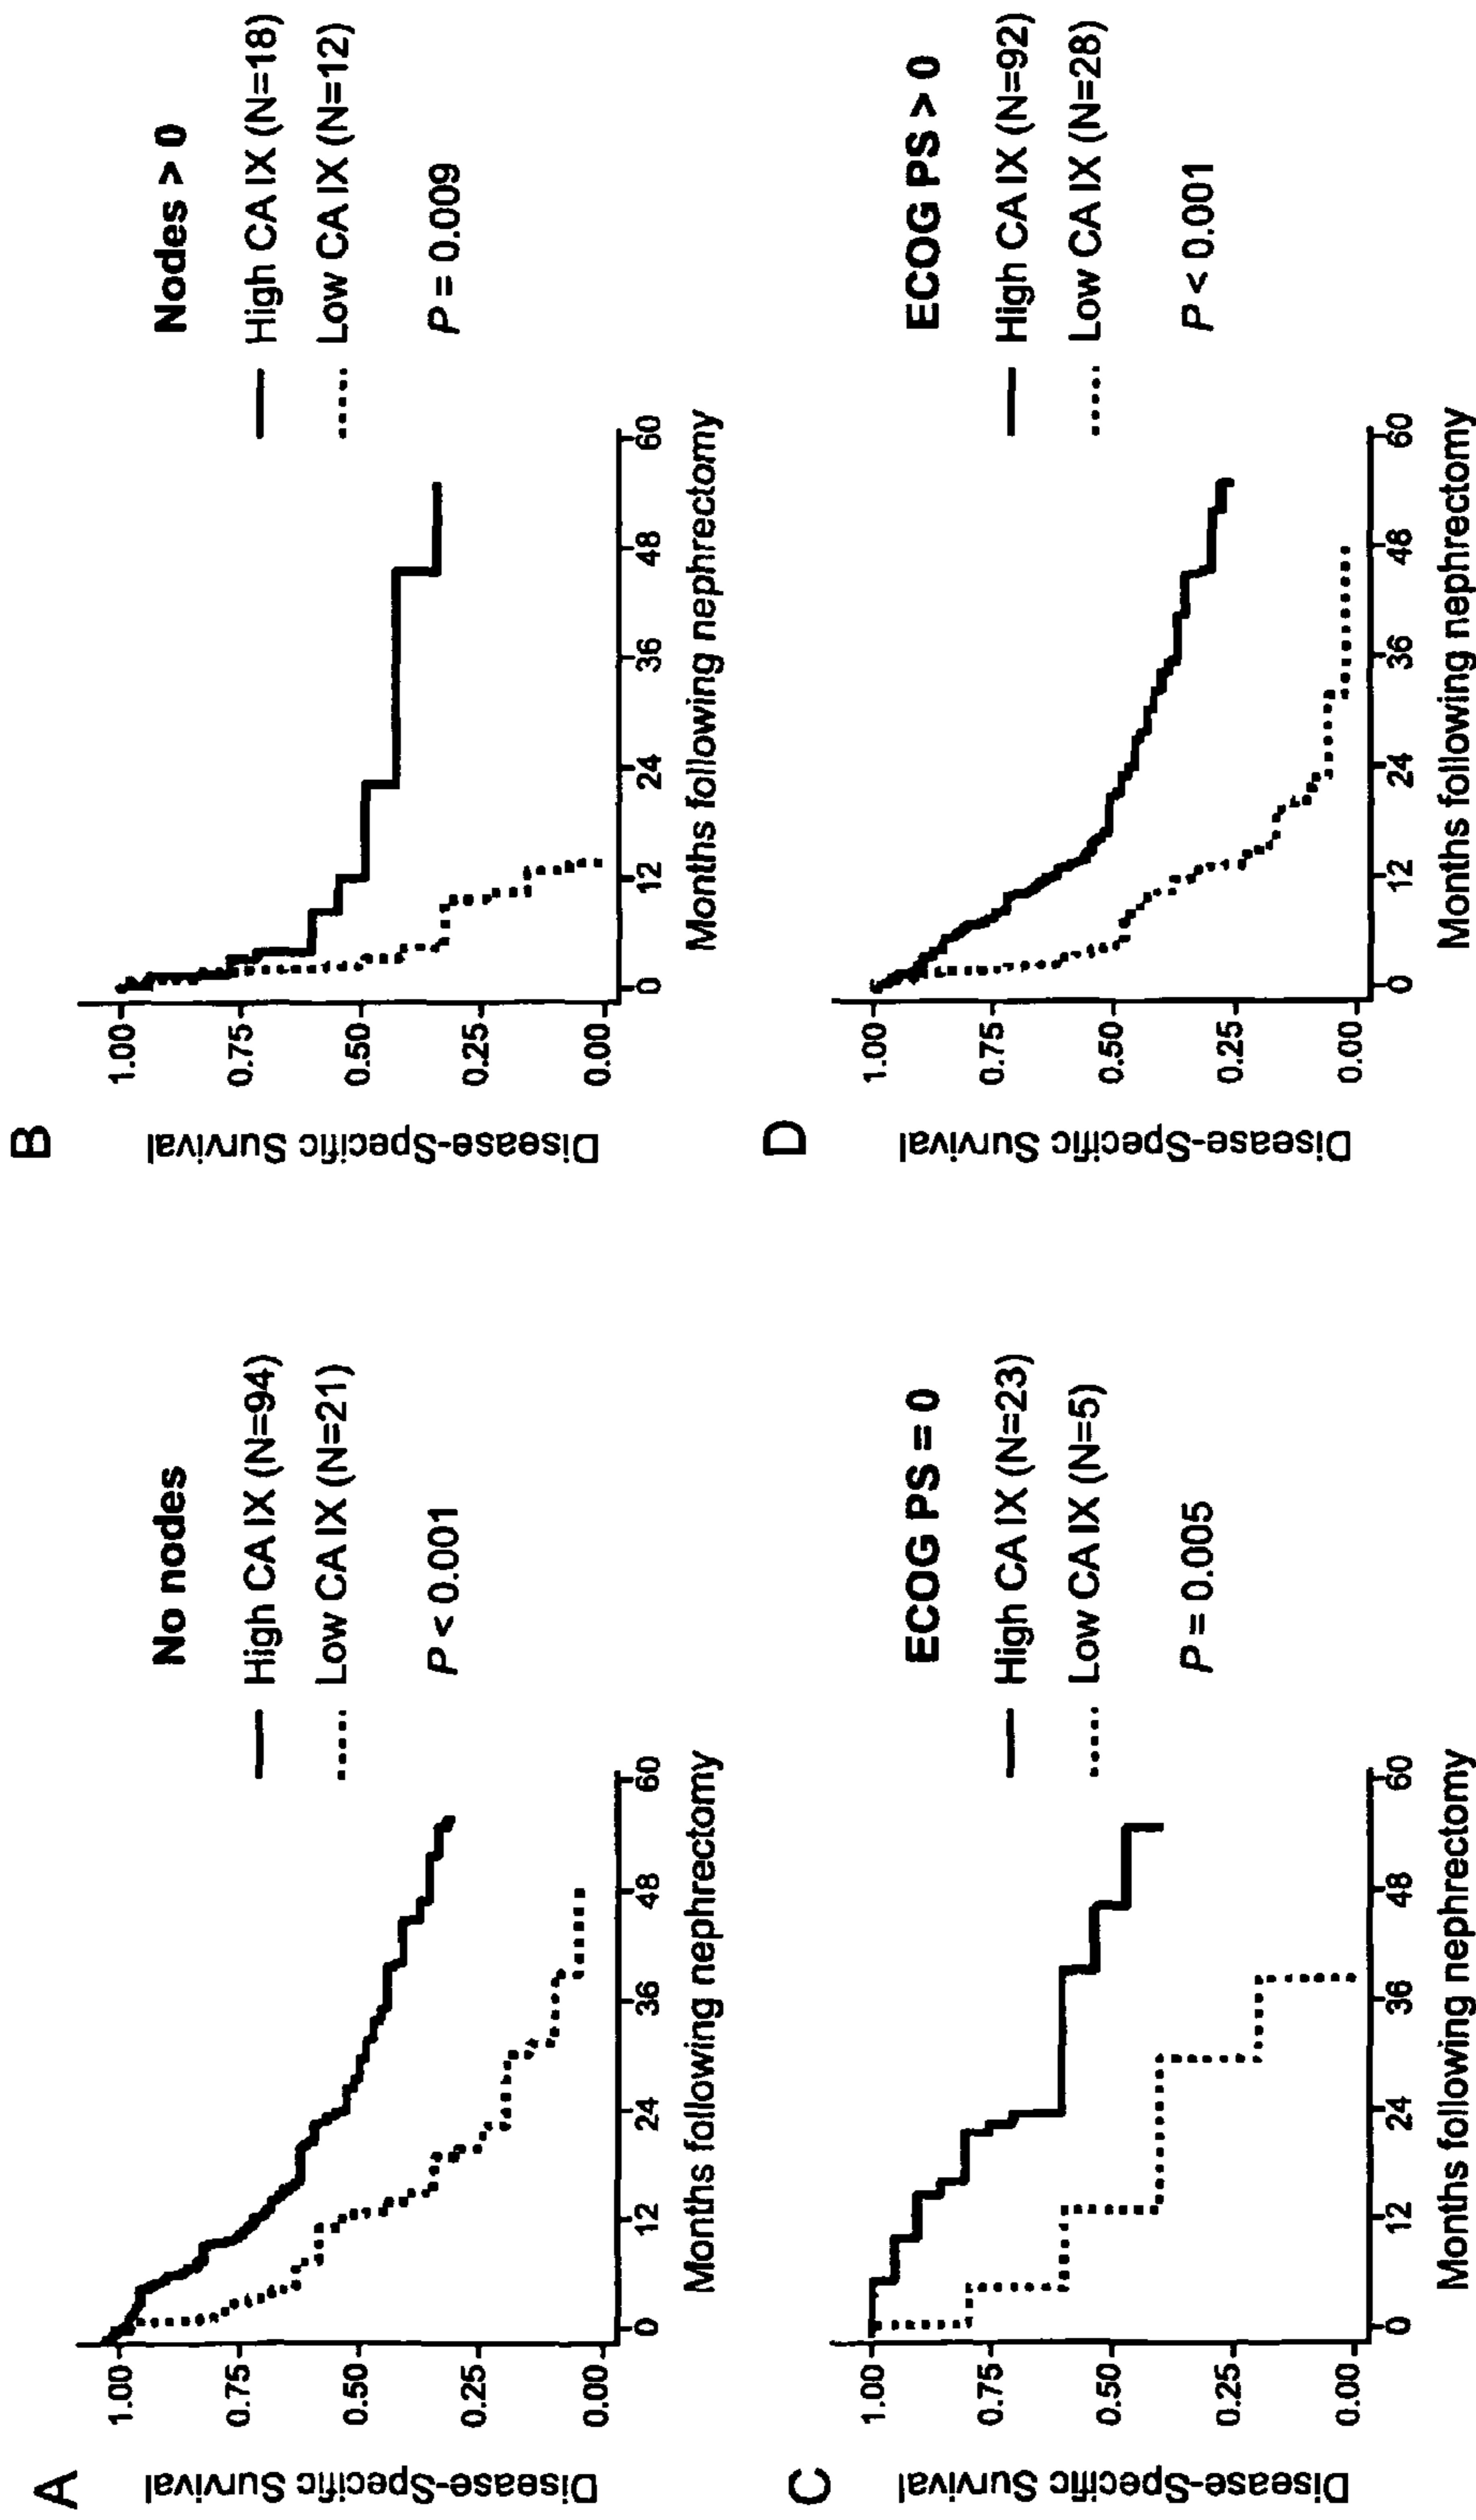 A
Disease-Specific Survival
1.00
0.75
0.50
0.25
0.00
0
12
24
36
48
60
Months following nephrectomy
No nodes
High CA IX (N=94)
Low CA IX (N=21)
P < 0.001
B
Disease-Specific Survival
1.00
0.75
0.50
0.25
0.00
0
12
24
36
48
60
Months following nephrectomy
Nodes > 0
High CA IX (N=18)
Low CA IX (N=12)
P = 0.009
C
Disease-Specific Survival
1.00
0.75
0.50
0.25
0.00
0
12
24
36
48
60
Months following nephrectomy
ECOG PS = 0
High CA IX (N=23)
Low CA IX (N=5)
P = 0.005
D
Disease-Specific Survival
1.00
0.75
0.50
0.25
0.00
0
12
24
36
48
60
Months following nephrectomy
ECOG PS > 0
High CA IX (N=92)
Low CA IX (N=28)
P < 0.001